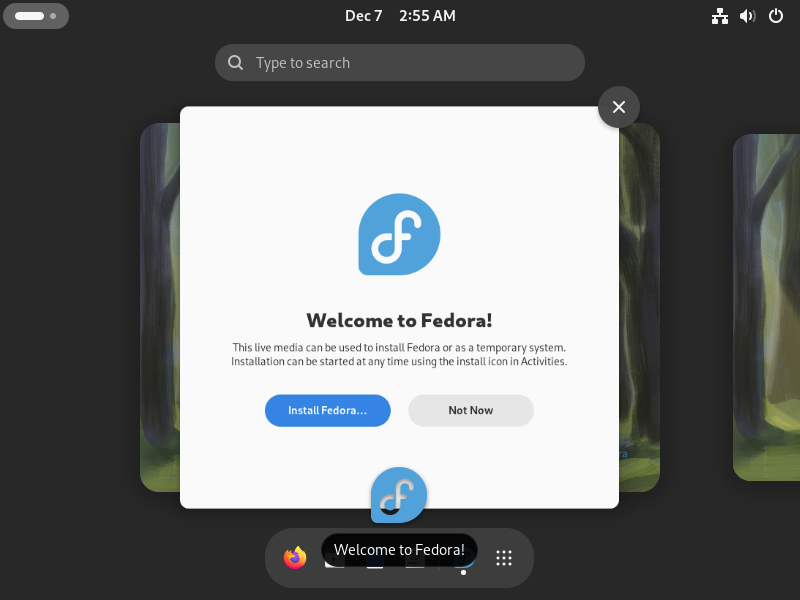 Dec 7 2:55 AM
Type to search
Welcome to Fedora!
This live media can be used to install Fedora or as a temporary system.
Installation can be started at any time using the install icon in Activities.
Install Fedora...
Not Now
Welcome to Fedora!